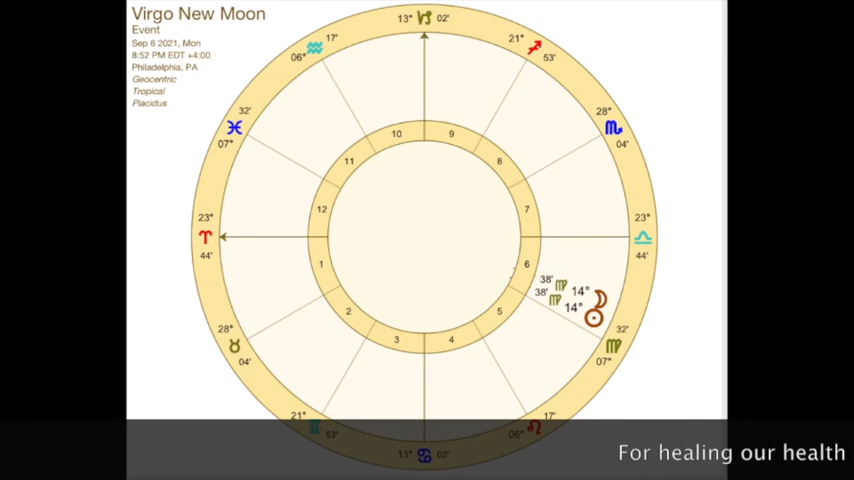 Virgo New Moon
Event
Sep 6 2021, Mon
8:52 PM EDT +4:00
Philadelphia, PA
Geocentric
Tropical
Placidus
13° ♑ 02'
21° ♐ 53'
28° ♏ 04'
23° ♎ 44'
32' ♍ 07°
17' ♌ 06°
13° ♋ 02'
21° ♊ 53'
28° ♉ 04'
23° ♈ 44'
32' ♓ 07°
06° ♒ 17'
10 9
11 8
12 7
1 6
2 5
3 4
38' ♍ 14° ☽
38' ♍ 14° ☉
For healing our health